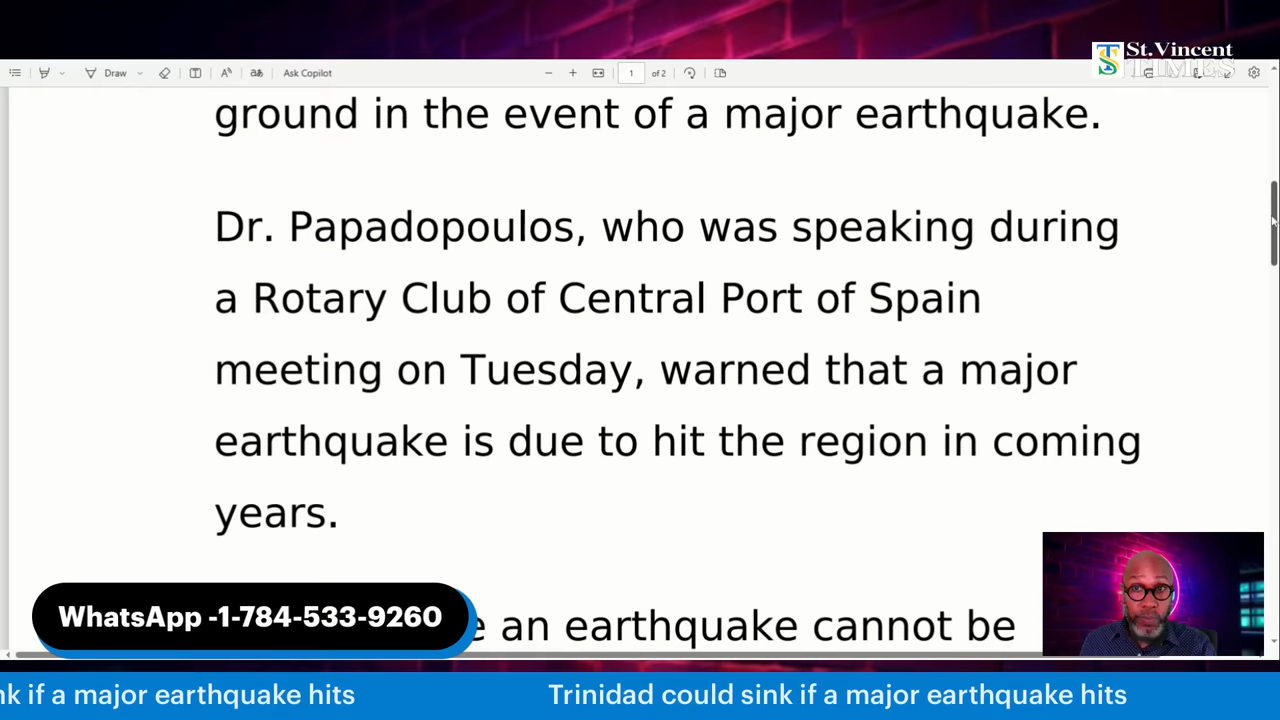 St.Vincent
TIMES
Draw
Ask Copilot
1 of 2
ground in the event of a major earthquake.
Dr. Papadopoulos, who was speaking during
a Rotary Club of Central Port of Spain
meeting on Tuesday, warned that a major
earthquake is due to hit the region in coming
years.
e an earthquake cannot be
WhatsApp -1-784-533-9260
nk if a major earthquake hits
Trinidad could sink if a major earthquake hits